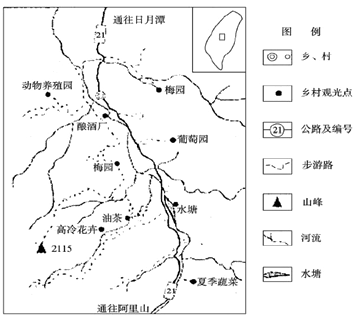 通往日月潭
21
动物养殖园
梅园
酿酒厂
葡萄园
梅园
水塘
油茶
高冷花卉
2115
夏季蔬菜
21
通往阿里山
图 例
乡、村
乡村观光点
21
公路及编号
步游路
山峰
河流
水塘